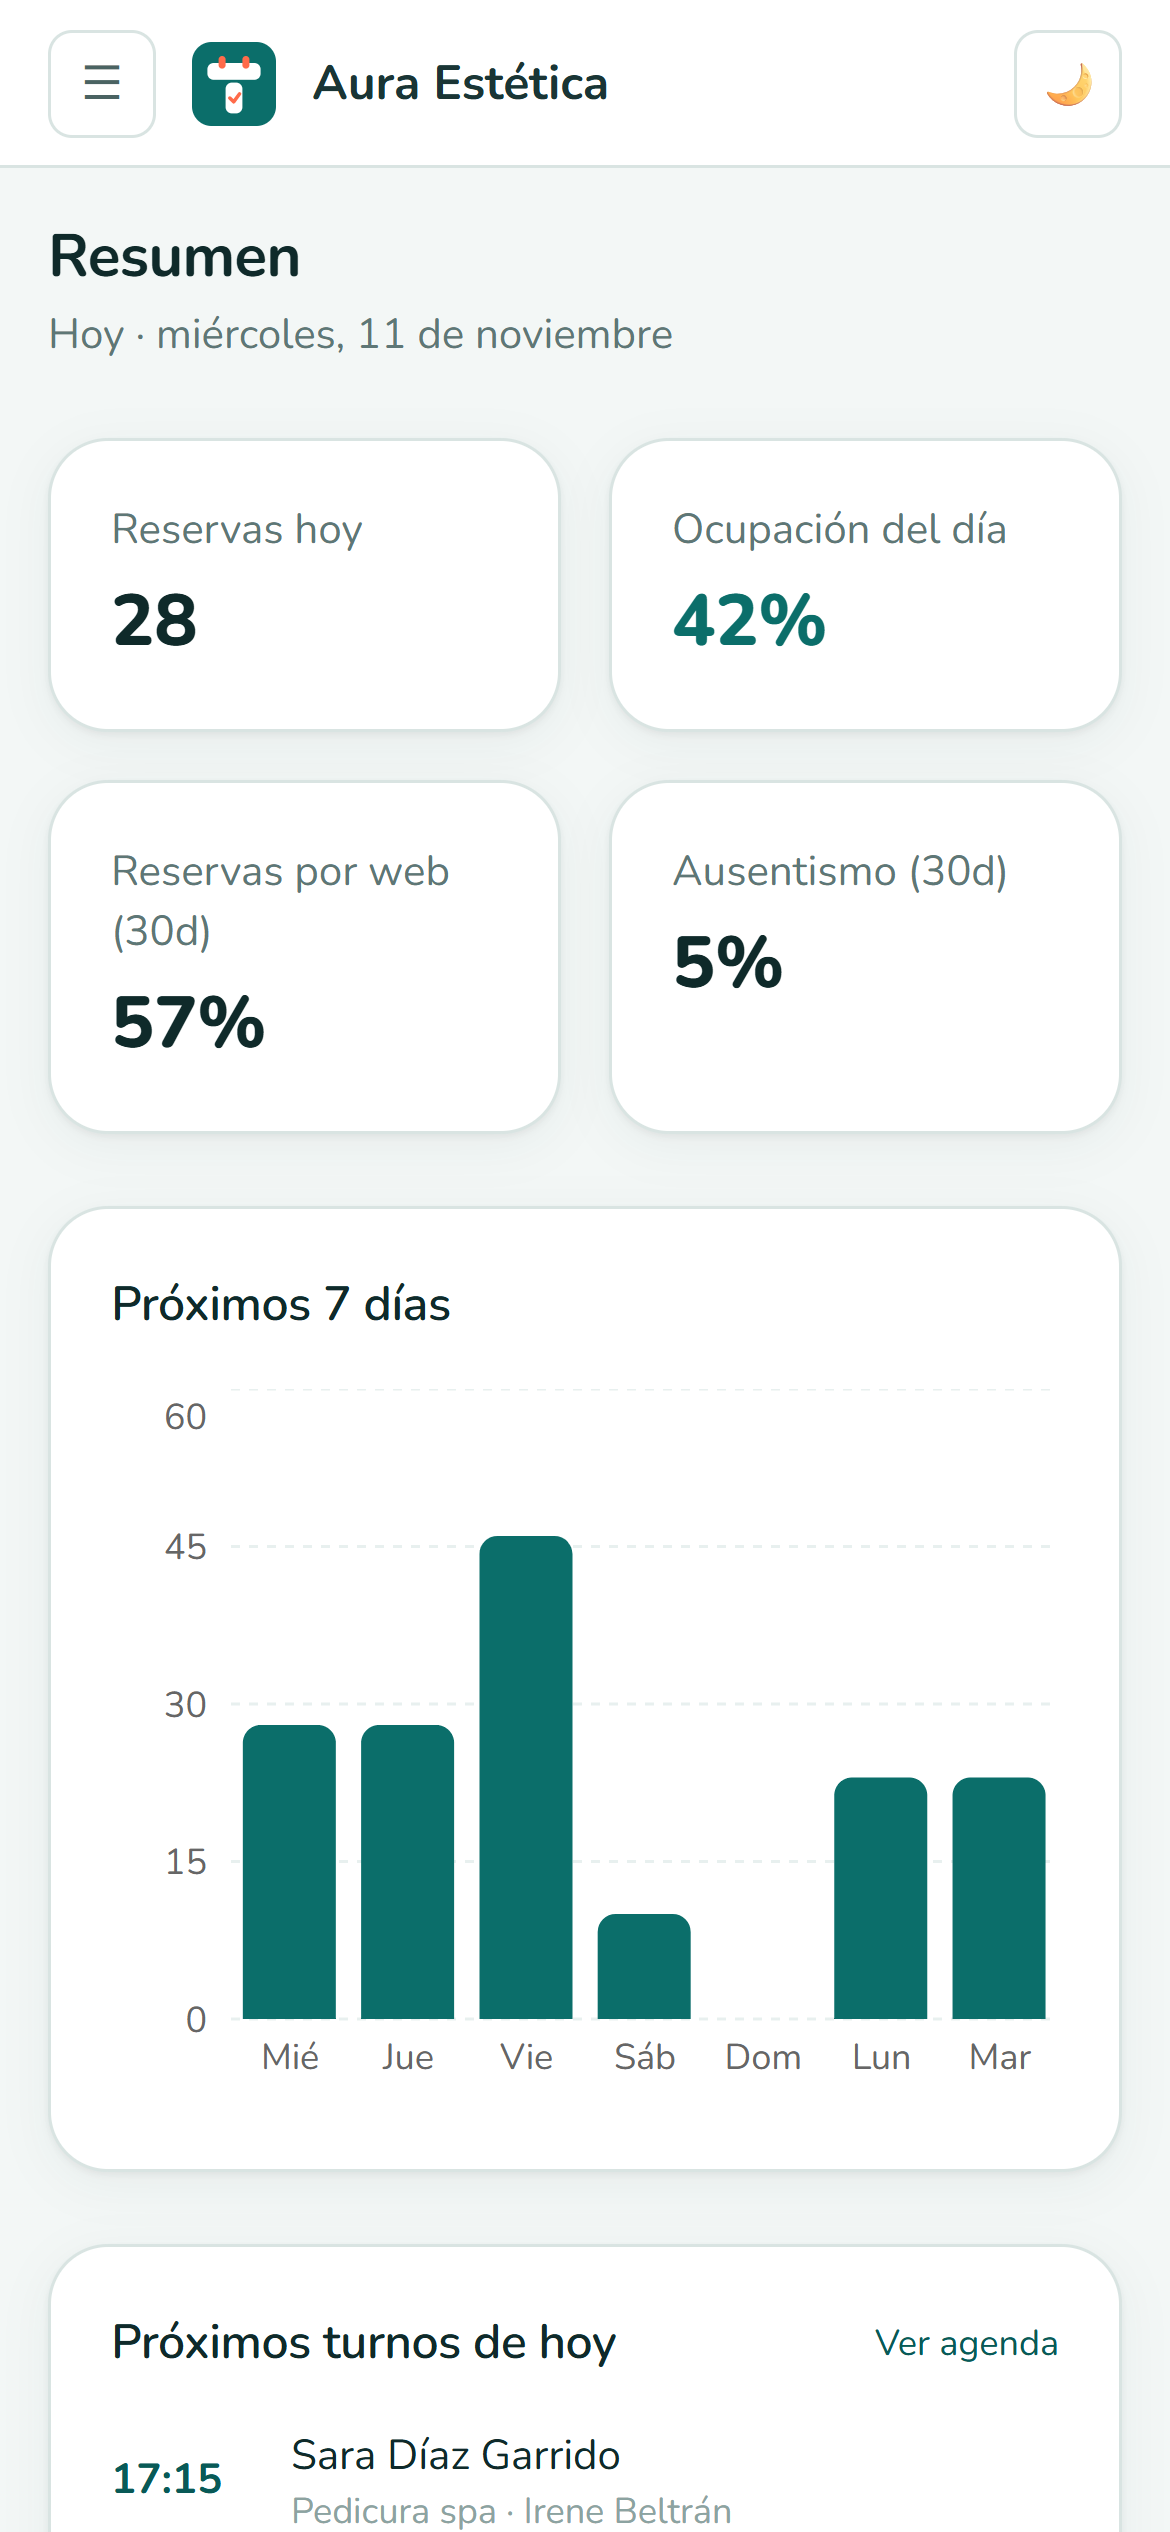 Aura Estética
Resumen
Hoy · miércoles, 11 de noviembre
Reservas hoy
28
Ocupación del día
42%
Reservas por web
(30d)
57%
Ausentismo (30d)
5%
Próximos 7 días
60
45
30
15
0
Mié Jue Vie Sáb Dom Lun Mar
Próximos turnos de hoy
Ver agenda
17:15
Sara Díaz Garrido
Pedicura spa · Irene Beltrán